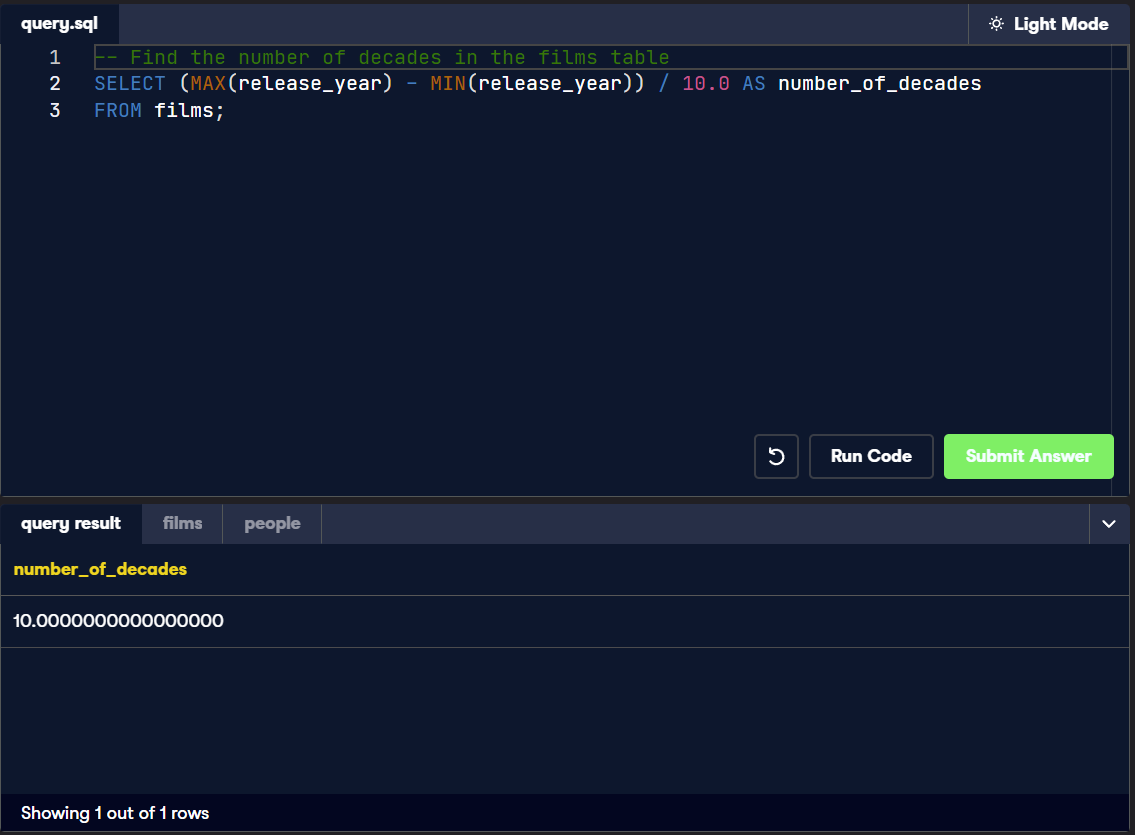 query.sql
Light Mode
1 -- Find the number of decades in the films table
2 SELECT (MAX(release_year) - MIN(release_year)) / 10.0 AS number_of_decades
3 FROM films;
Run Code
Submit Answer
query result films people
number_of_decades
10.0000000000000000
Showing 1 out of 1 rows